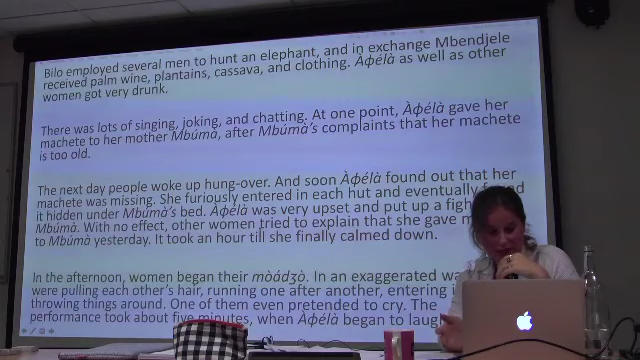 Bilo employed several men to hunt an elephant, and in exchange Mbendjele
received palm wine, plantains, cassava, and clothing. Àɸélà as well as other
women got very drunk.
There was lots of singing, joking, and chatting. At one point, Àɸélà gave her
machete to her mother Mbúmà, after Mbúmà's complaints that her machete
is too old.
The next day people woke up hung-over. And soon Àɸélà found out that her
machete was missing. She furiously entered in each hut and eventually
it hidden under Mbúmà's bed. Àɸélà was very upset and put up a
Mbúmà. With no effect, other women tried to explain that she gave
to Mbúmà yesterday. It took an hour till she finally calmed down.
In the afternoon, women began their mòádʒò. In an exaggerated
were pulling each other's hair, running one after another, entering
throwing things around. One of them even pretended to cry. The
performance took about five minutes, when Àɸélà began to